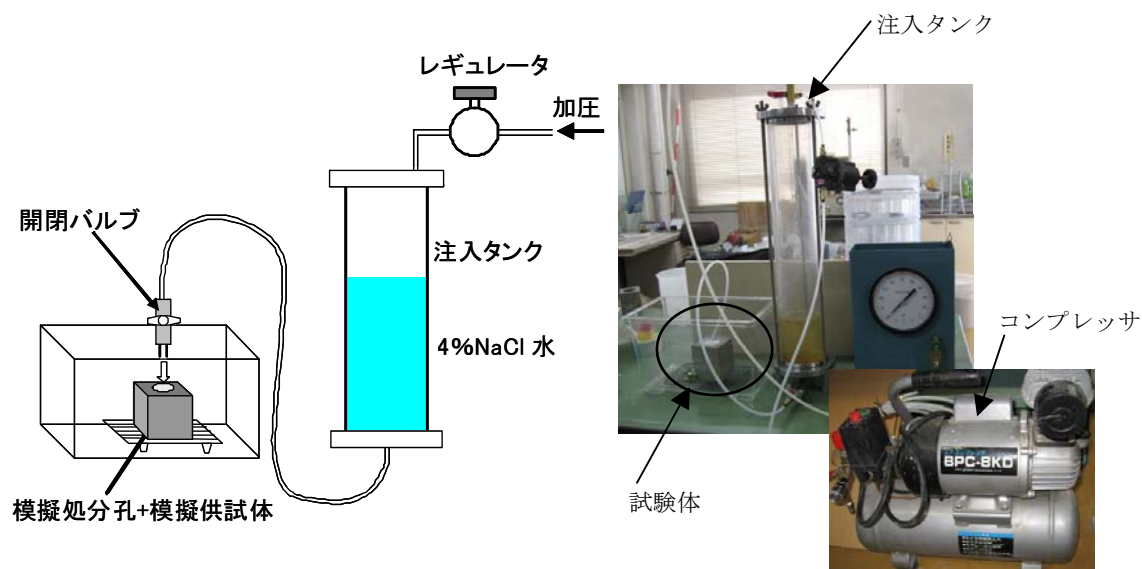 レギュレータ
加圧
開閉バルブ
注入タンク
4%NaCl 水
模擬処分孔+模擬供試体
注入タンク
コンプレッサ
試験体
BPC-8KD